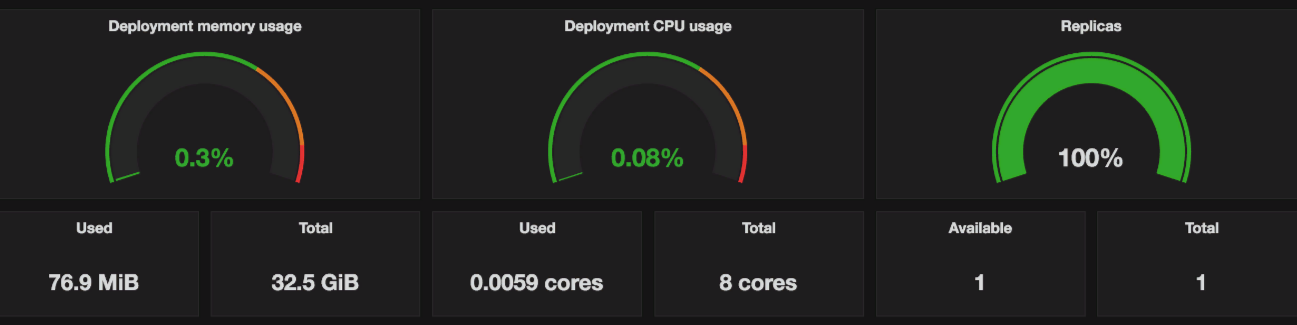 Deployment memory usage
0.3%
Used
76.9 MiB
Total
32.5 GiB
Deployment CPU usage
0.08%
Used
0.0059 cores
Total
8 cores
Replicas
100%
Available
1
Total
1